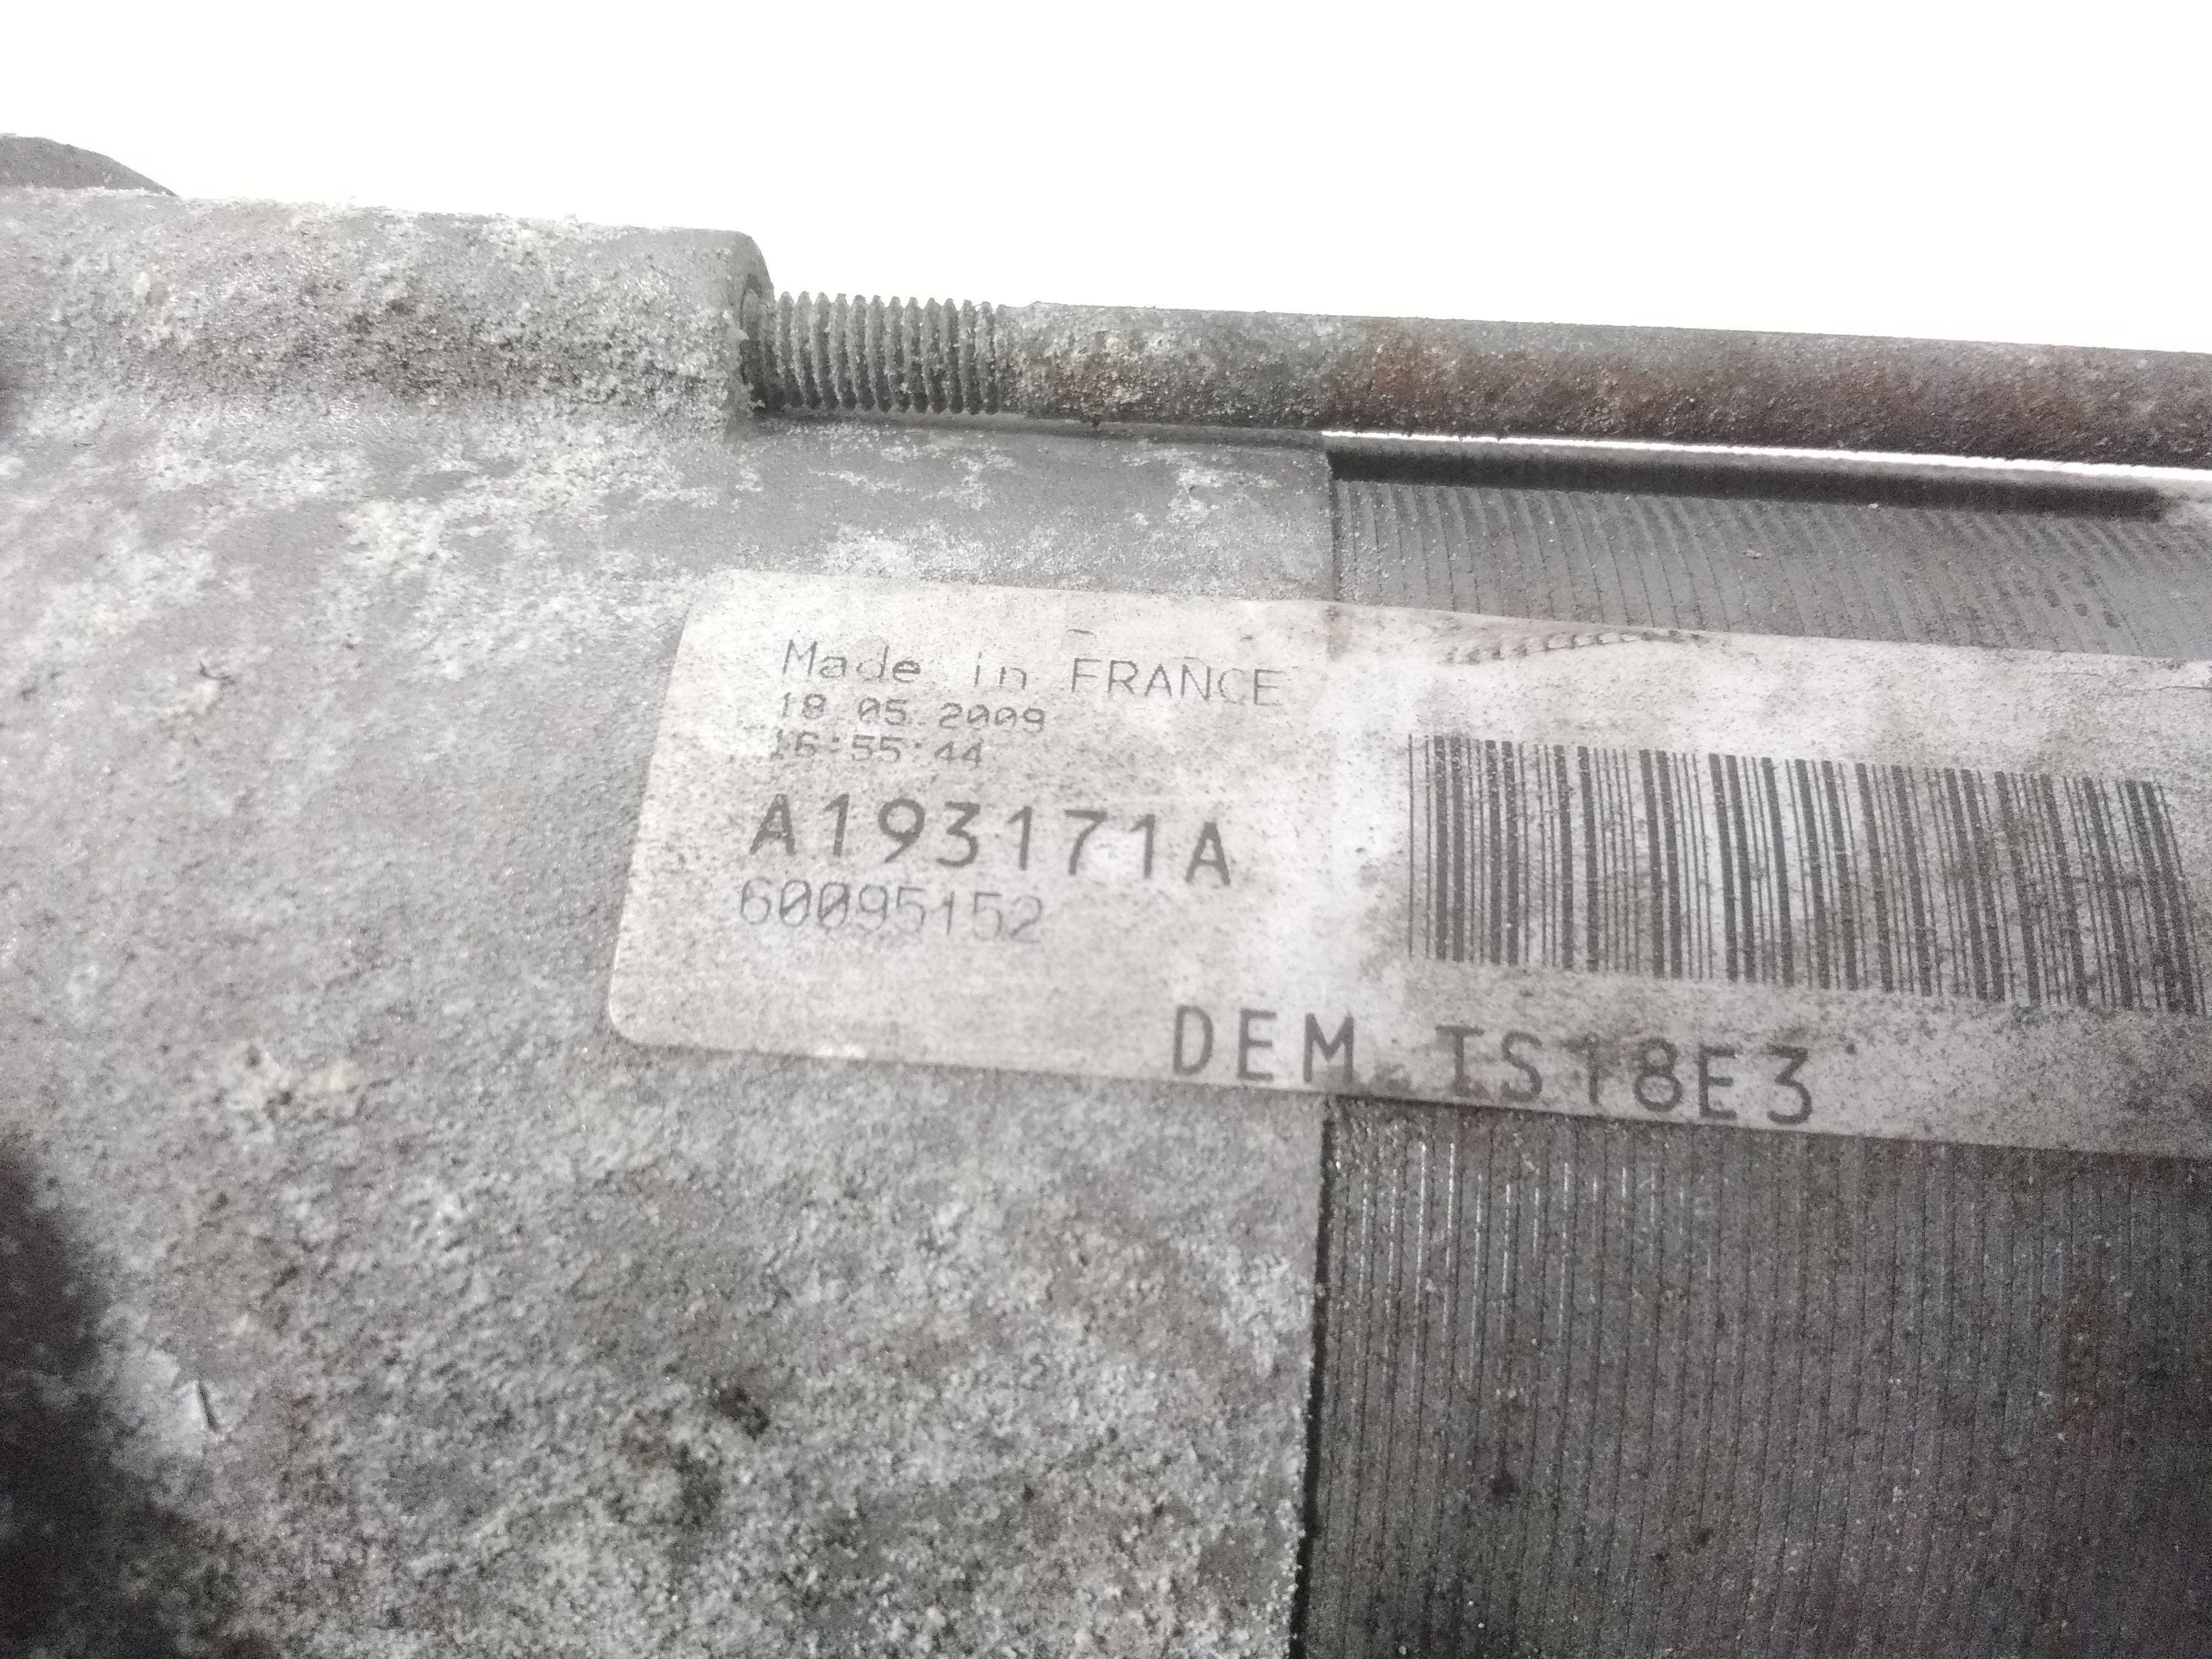 Made in FRANCE
18.05.2009
16:55:44
A193171A
60095152
DEM.IS18E3